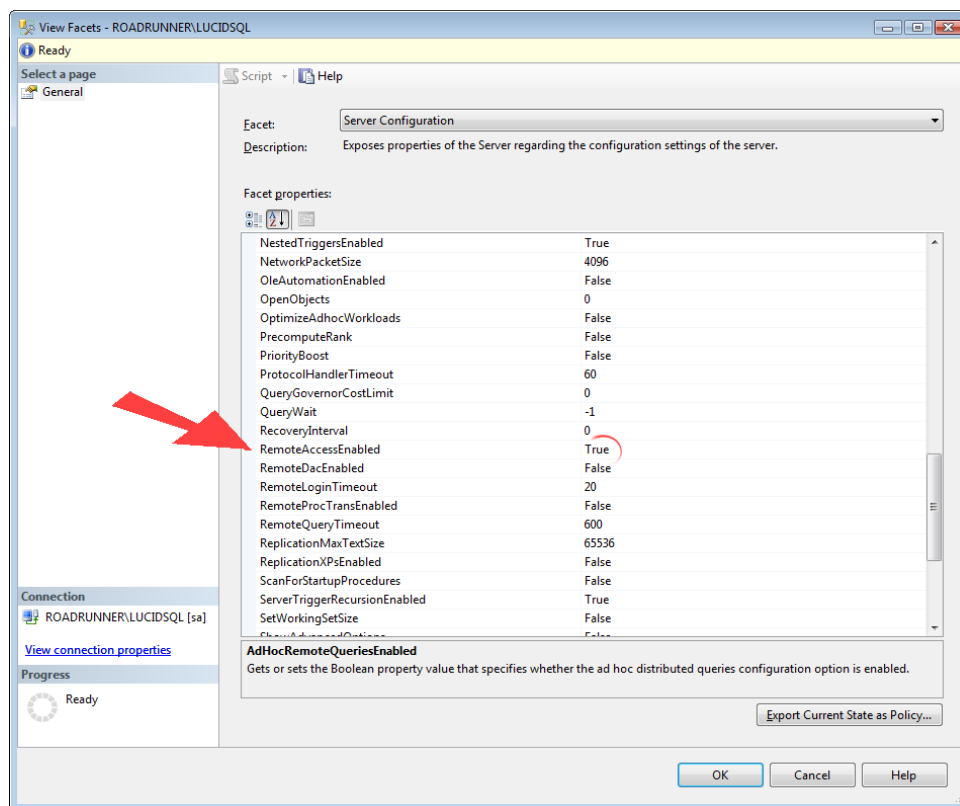 View Facets - ROADRUNNER\LUCIDSQL
Ready
Select a page
General
Script
Help
Facet:
Server Configuration
Description:
Exposes properties of the Server regarding the configuration settings of the server.
Facet properties:
NestedTriggersEnabled True
NetworkPacketSize 4096
OleAutomationEnabled False
OpenObjects 0
OptimizeAdhocWorkloads False
PrecomputeRank False
PriorityBoost False
ProtocolHandlerTimeout 60
QueryGovernorCostLimit 0
QueryWait -1
RecoveryInterval 0
RemoteAccessEnabled True
RemoteDacEnabled False
RemoteLoginTimeout 20
RemoteProcTransEnabled False
RemoteQueryTimeout 600
ReplicationMaxTextSize 65536
ReplicationXPsEnabled False
ScanForStartupProcedures False
ServerTriggerRecursionEnabled True
SetWorkingSetSize False
ShowAdvancedOptions False
AdHocRemoteQueriesEnabled
Gets or sets the Boolean property value that specifies whether the ad hoc distributed queries configuration option is enabled.
Connection
ROADRUNNER\LUCIDSQL [sa]
View connection properties
Progress
Ready
Export Current State as Policy...
OK
Cancel
Help